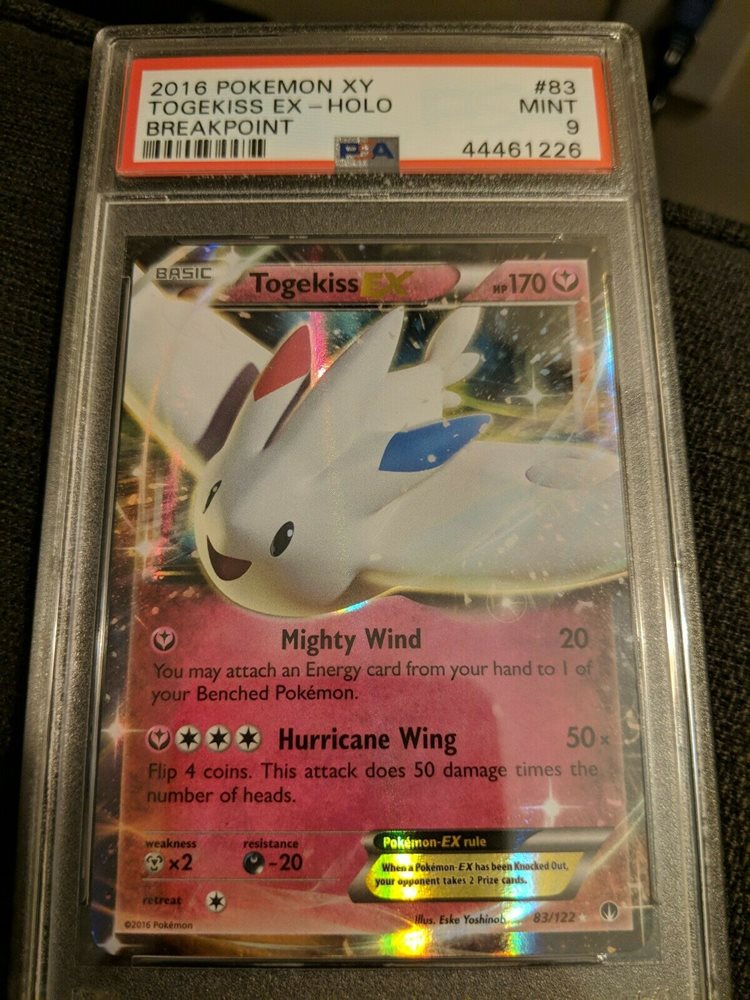 2016 POKEMON XY #83
TOGEKISS EX - HOLO MINT
BREAKPOINT 9
PSA 44461226
BASIC Togekiss EX HP170
Mighty Wind 20
You may attach an Energy card from your hand to 1 of
your Benched Pokémon.
Hurricane Wing 50×
Flip 4 coins. This attack does 50 damage times the
number of heads.
weakness resistance
×2 -20
retreat
Pokémon-EX rule
When a Pokémon-EX has been Knocked Out,
your opponent takes 2 Prize cards.
©2016 Pokémon Illus. Eske Yoshinob 83/122